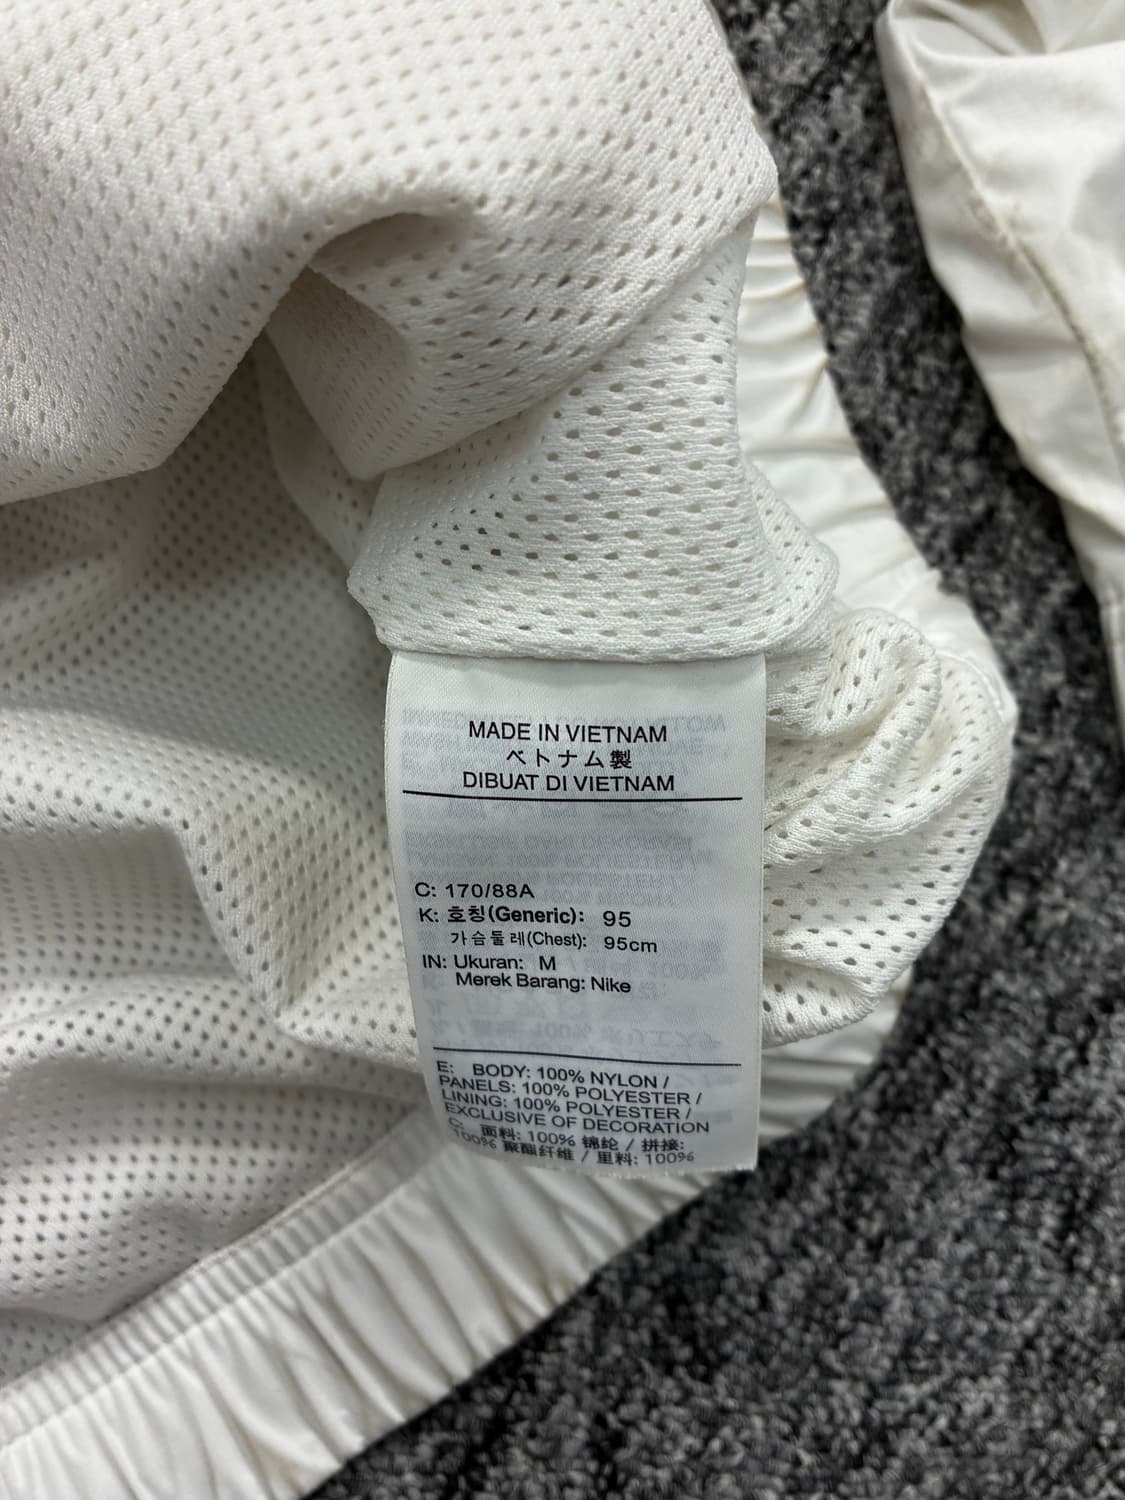 MADE IN VIETNAM
ベトナム製
DIBUAT DI VIETNAM
C: 170/88A
K: 호칭(Generic): 95
가슴둘레(Chest): 95cm
IN: Ukuran: M
Merek Barang: Nike
E: BODY: 100% NYLON /
PANELS: 100% POLYESTER /
LINING: 100% POLYESTER /
EXCLUSIVE OF DECORATION
C: 面料: 100% 锦纶 / 拼接:
100% 聚酯纤维 / 里料: 100%